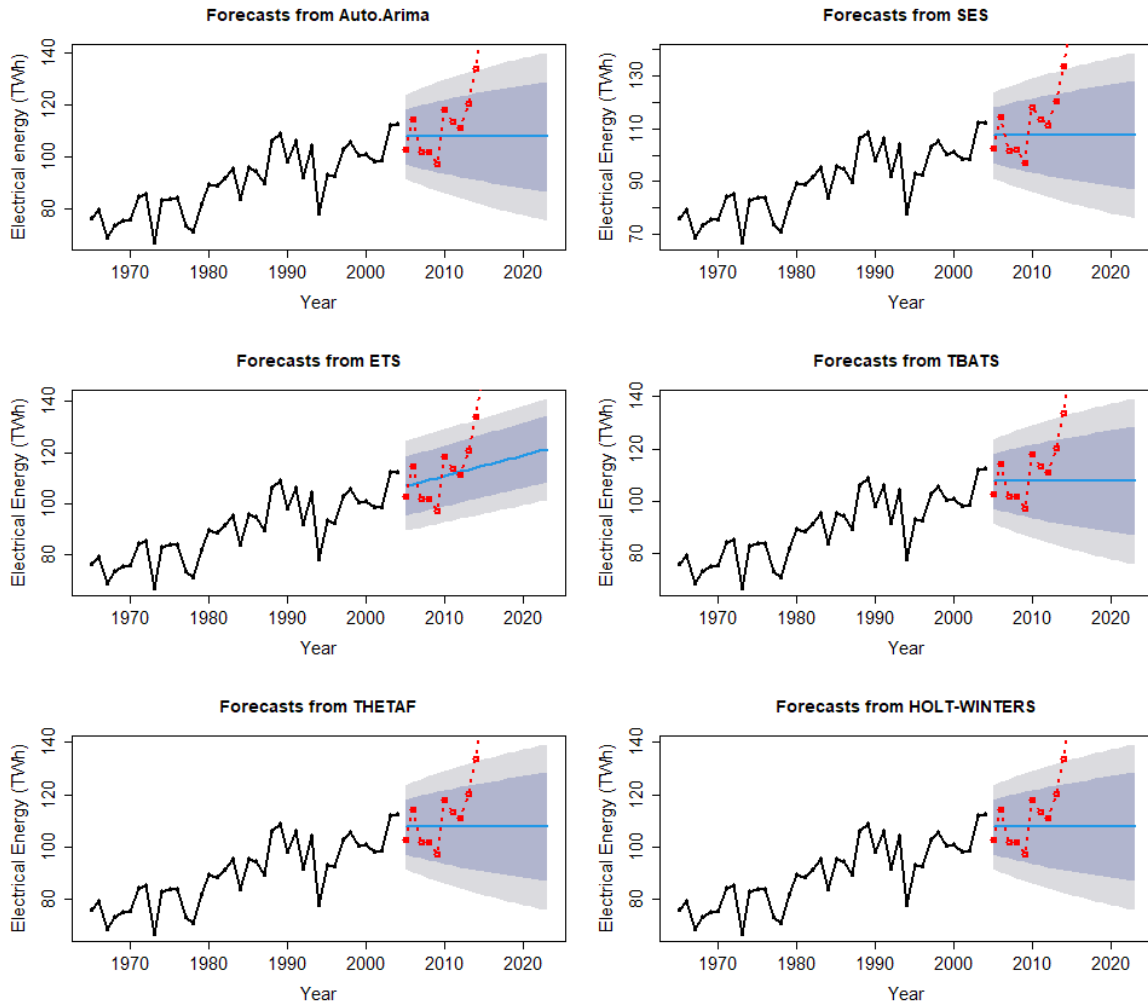 Forecasts from Auto.Arima
Electrical energy (TWh)
140
120
100
80
1970 1980 1990 2000 2010 2020
Year
Forecasts from SES
Electrical Energy (TWh)
130
110
90
70
1970 1980 1990 2000 2010 2020
Year
Forecasts from ETS
Electrical Energy (TWh)
140
120
100
80
1970 1980 1990 2000 2010 2020
Year
Forecasts from TBATS
Electrical Energy (TWh)
140
120
100
80
1970 1980 1990 2000 2010 2020
Year
Forecasts from THETAF
Electrical Energy (TWh)
140
120
100
80
1970 1980 1990 2000 2010 2020
Year
Forecasts from HOLT-WINTERS
Electrical Energy (TWh)
140
120
100
80
1970 1980 1990 2000 2010 2020
Year